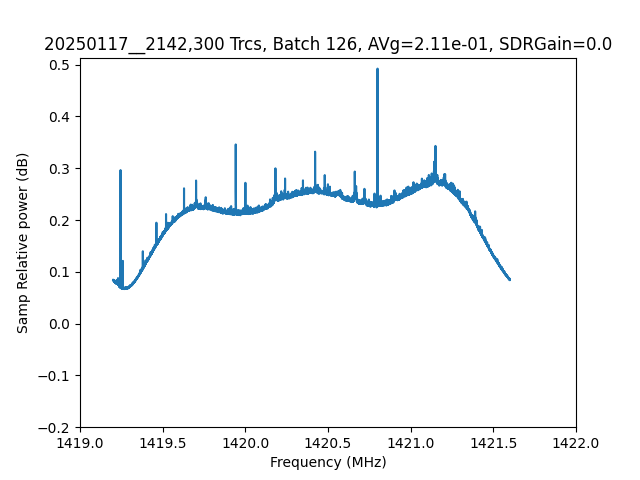 20250117__2142,300 Trcs, Batch 126, AVg=2.11e-01, SDRGain=0.0
0.5
0.4
0.3
0.2
0.1
0.0
−0.1
−0.2
Samp Relative power (dB)
1419.0 1419.5 1420.0 1420.5 1421.0 1421.5 1422.0
Frequency (MHz)